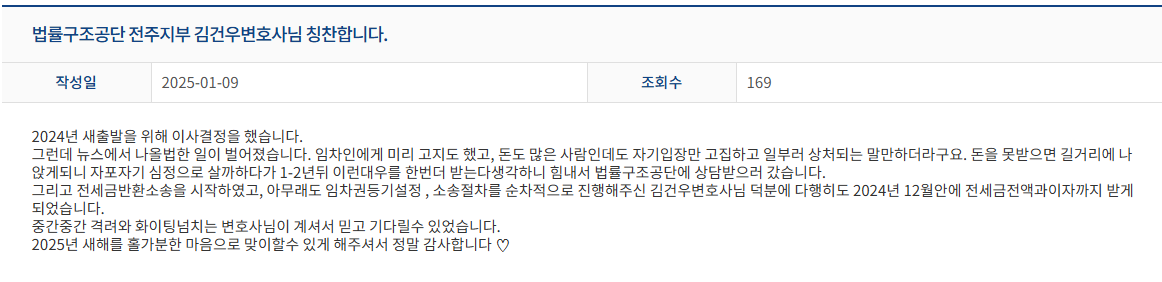 법률구조공단 전주지부 김건우변호사님 칭찬합니다.
작성일 2025-01-09 조회수 169
2024년 새출발을 위해 이사결정을 했습니다.
그런데 뉴스에서 나올법한 일이 벌어졌습니다. 임차인에게 미리 고지도 했고, 돈도 많은 사람인데도 자기입장만 고집하고 일부러 상처되는 말만하더라구요. 돈을 못받으면 길거리에 나
앉게되니 자포자기 심정으로 살까하다가 1-2년뒤 이런대우를 한번더 받는다생각하니 힘내서 법률구조공단에 상담받으러 갔습니다.
그리고 전세금반환소송을 시작하였고, 아무래도 임차권등기설정 , 소송절차를 순차적으로 진행해주신 김건우변호사님 덕분에 다행히도 2024년 12월안에 전세금전액과이자까지 받게
되었습니다.
중간중간 격려와 화이팅넘치는 변호사님이 계셔서 믿고 기다릴수 있었습니다.
2025년 새해를 홀가분한 마음으로 맞이할수 있게 해주셔서 정말 감사합니다 ♡